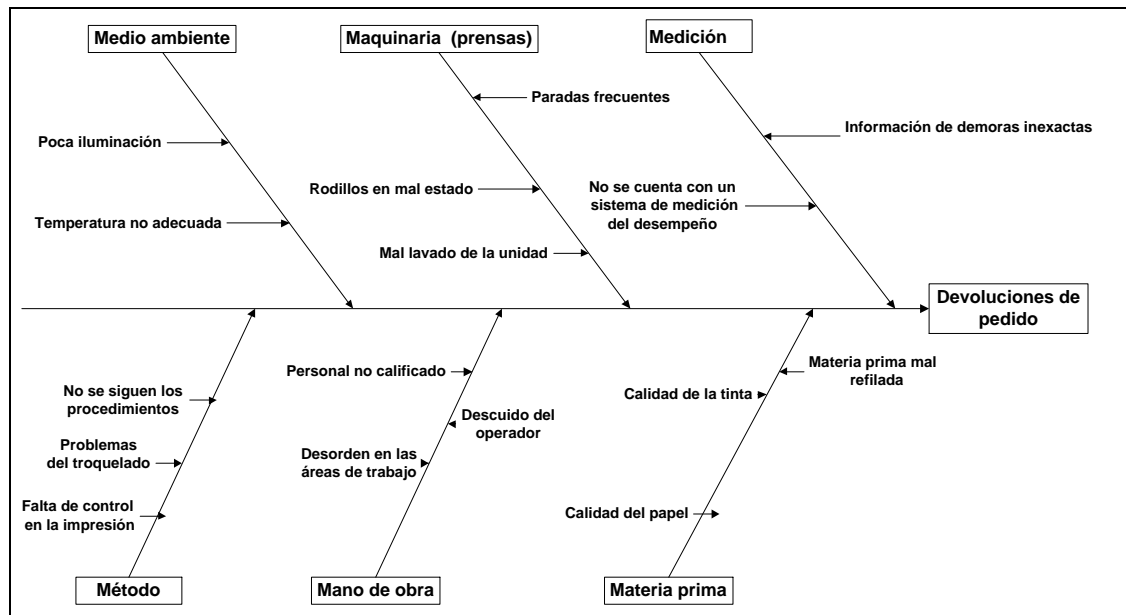 Medio ambiente
Maquinaria (prensas)
Medición
Paradas frecuentes
Información de demoras inexactas
Poca iluminación
Rodillos en mal estado
No se cuenta con un
sistema de medición
del desempeño
Temperatura no adecuada
Mal lavado de la unidad
Devoluciones de
pedido
Personal no calificado
Materia prima mal
refilada
No se siguen los
procedimientos
Calidad de la tinta
Descuido del
operador
Problemas
del troquelado
Desorden en las
áreas de trabajo
Falta de control
en la impresión
Calidad del papel
Método
Mano de obra
Materia prima